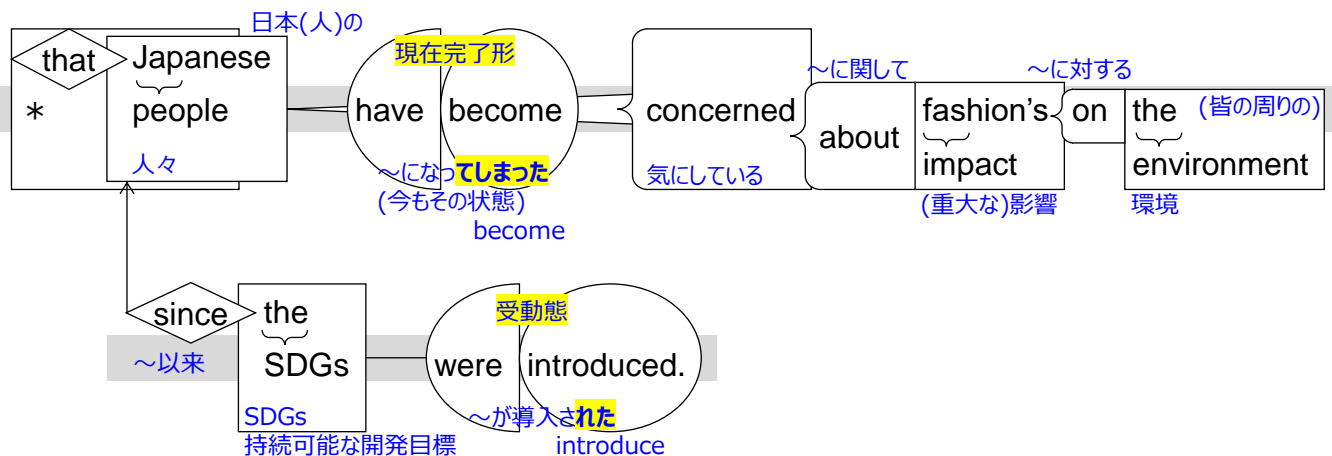 日本(人)の
that Japanese 現在完了形
～に関して ～に対する
* people have become concerned about fashion's on the (皆の周りの)
impact environment
人々 ～になってしまった 気にしている
(今もその状態) (重大な)影響 環境
become
since the 受動態
～以来 SDGs were introduced.
SDGs ～が導入された
持続可能な開発目標 introduce